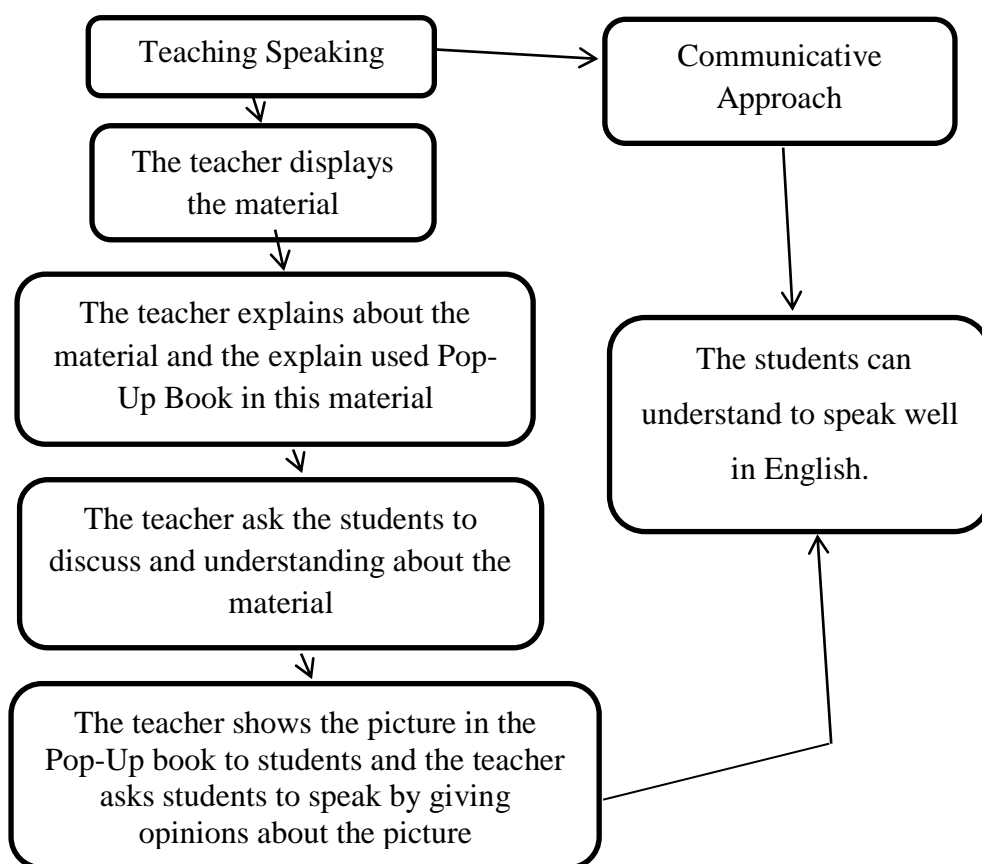 Teaching Speaking
Communicative
Approach
The teacher displays
the material
The teacher explains about the
material and the explain used Pop-
Up Book in this material
The students can
understand to speak well
in English.
The teacher ask the students to
discuss and understanding about the
material
The teacher shows the picture in the
Pop-Up book to students and the teacher
asks students to speak by giving
opinions about the picture